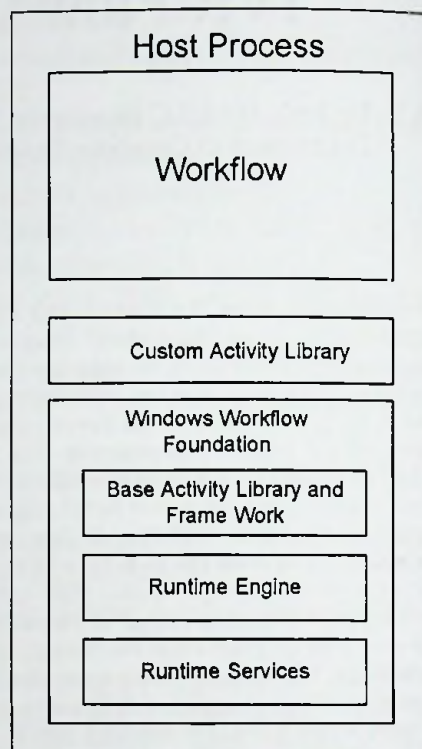 Host Process
Workflow
Custom Activity Library
Windows Workflow
Foundation
Base Activity Library and
Frame Work
Runtime Engine
Runtime Services